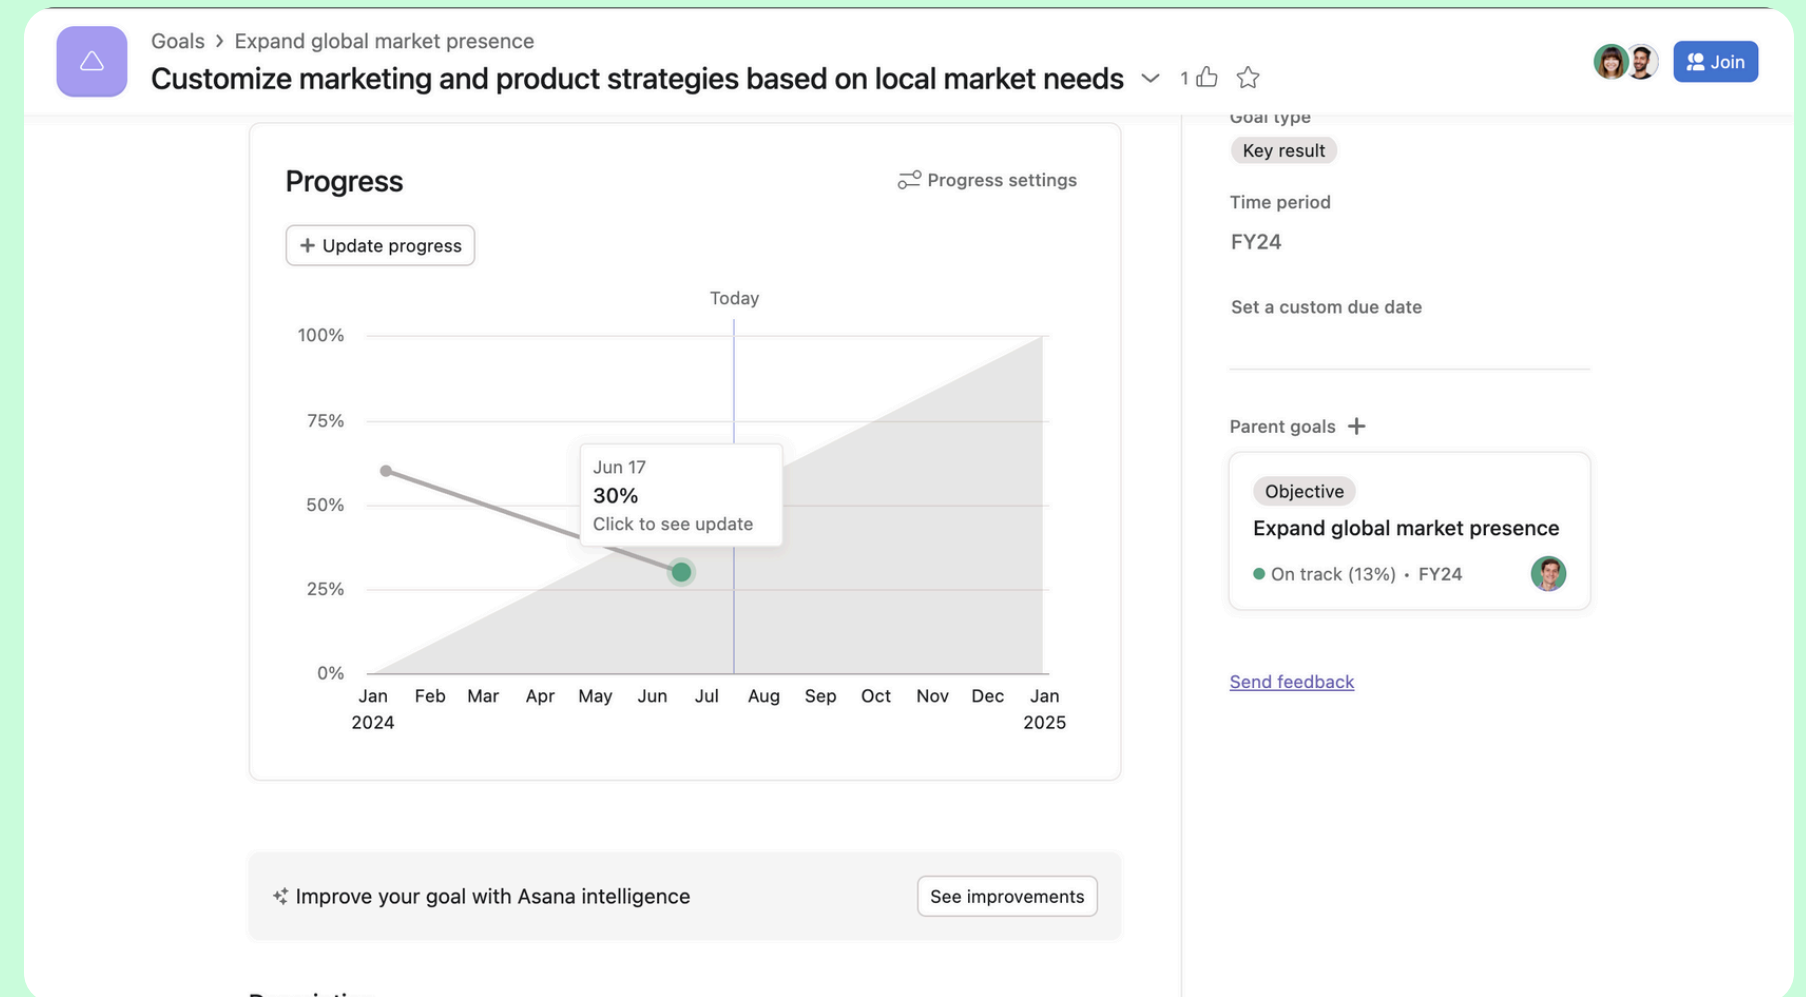 Goals > Expand global market presence
Customize marketing and product strategies based on local market needs
1
Join
Progress
Progress settings
+ Update progress
Today
100%
75%
50%
25%
0%
Jun 17
30%
Click to see update
Jan Feb Mar Apr May Jun Jul Aug Sep Oct Nov Dec Jan
2024 2025
Improve your goal with Asana intelligence
See improvements
Goal type
Key result
Time period
FY24
Set a custom due date
Parent goals +
Objective
Expand global market presence
On track (13%) • FY24
Send feedback